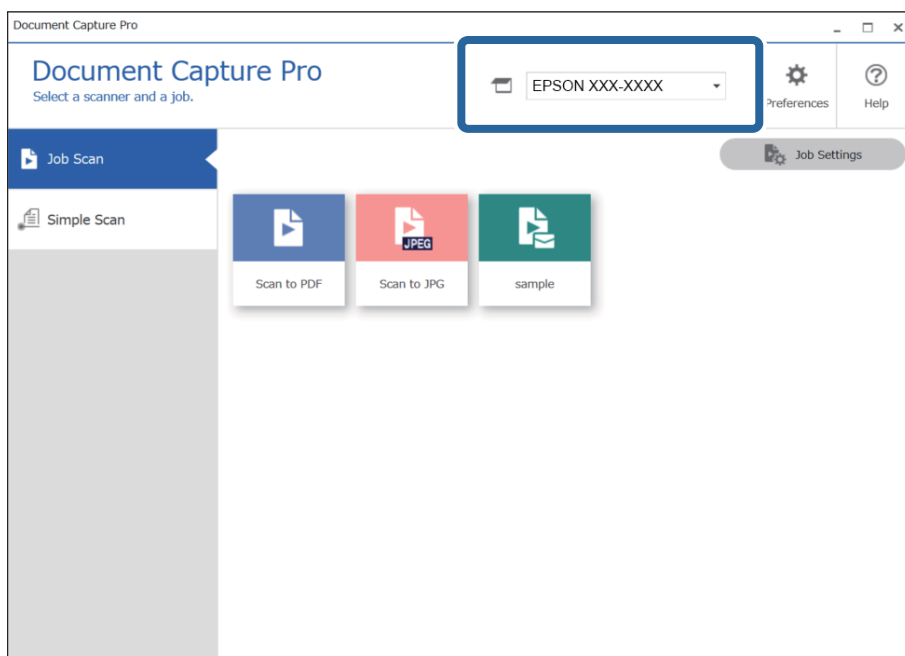 Document Capture Pro
Document Capture Pro
Select a scanner and a job.
EPSON XXX-XXXX
Preferences
Help
Job Scan
Job Settings
Simple Scan
JPEG
Scan to PDF
Scan to JPG
sample